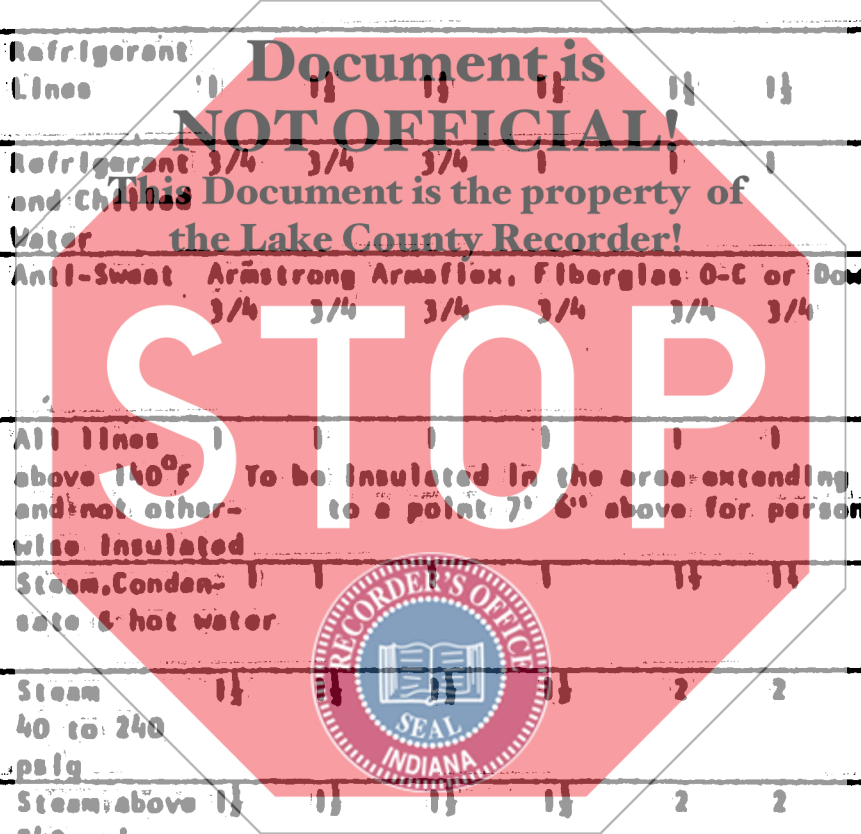 Document is
NOT OFFICIAL!
This Document is the property of
the Lake County Recorder!
STOP
RECORDER'S OFFICE
SEAL
INDIANA
Refrigerant
Lines 1 1½ 1½ 1½ 1½ 1½
Refrigerant 3/4 3/4 3/4 1 1 1
and Chilled
Water
Anti-Sweat Armstrong Armaflex, Fiberglas O-C or
3/4 3/4 3/4 3/4 3/4 3/4
All lines 1 1 1 1 1 1
above 140°F To be insulated in the area extending
and not other- to a point 7' 6" above for
wise insulated
Steam,Conden- 1 1 1 1 1½ 1½
sate & hot water
Steam 1½ 1½ 1½ 1½ 2 2
40 to 240
psig
Steam above 1½ 1½ 1½ 1½ 2 2